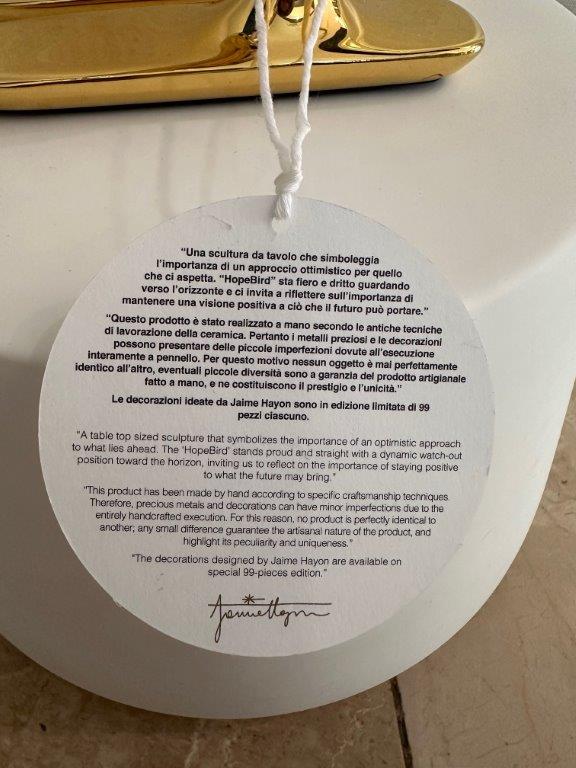 “Una scultura da tavolo che simboleggia
l’importanza di un approccio ottimistico per quello
che ci aspetta. “HopeBird” sta fiero e dritto guardando
verso l’orizzonte e ci invita a riflettere sull’importanza di
mantenere una visione positiva a ciò che il futuro può portare.”
“Questo prodotto è stato realizzato a mano secondo le antiche tecniche
di lavorazione della ceramica. Pertanto i metalli preziosi e le decorazioni
possono presentare delle piccole imperfezioni dovute all’esecuzione
interamente a pennello. Per questo motivo nessun oggetto è mai perfettamente
identico all’altro, eventuali piccole diversità sono a garanzia del prodotto artigianale
fatto a mano, e ne costituiscono il prestigio e l’unicità.”
Le decorazioni ideate da Jaime Hayon sono in edizione limitata di 99
pezzi ciascuno.
“A table top sized sculpture that symbolizes the importance of an optimistic approach
to what lies ahead. The ‘HopeBird’ stands proud and straight with a dynamic watch-out
position toward the horizon, inviting us to reflect on the importance of staying positive
to what the future may bring.”
“This product has been made by hand according to specific craftsmanship techniques.
Therefore, precious metals and decorations can have minor imperfections due to the
entirely handcrafted execution. For this reason, no product is perfectly identical to
another; any small difference guarantee the artisanal nature of the product, and
highlight its peculiarity and uniqueness.”
“The decorations designed by Jaime Hayon are available on
special 99-pieces edition.”
Jaime Hayon